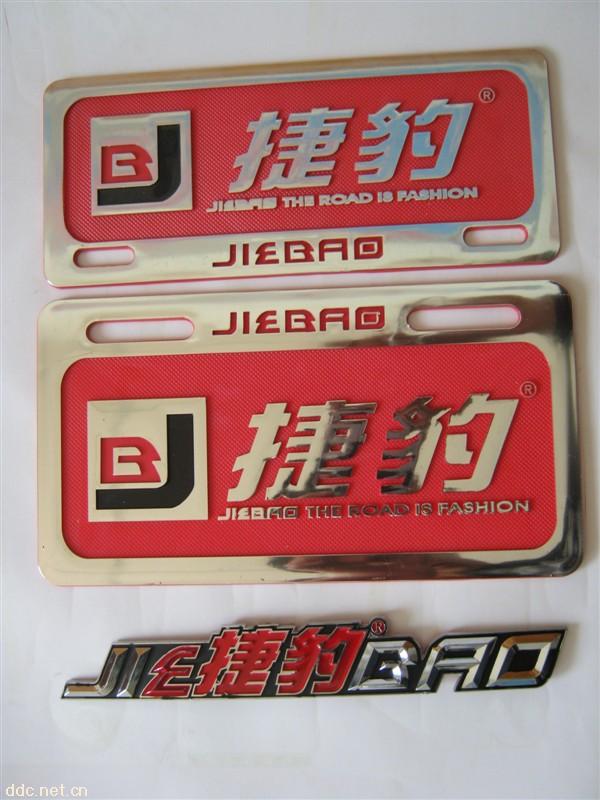 BJ 捷豹®
JIEBAO THE ROAD IS FASHION
JIEBAO
JIEBAO
BJ 捷豹®
JIEBAO THE ROAD IS FASHION
JIE捷豹®BAO
ddc.net.cn